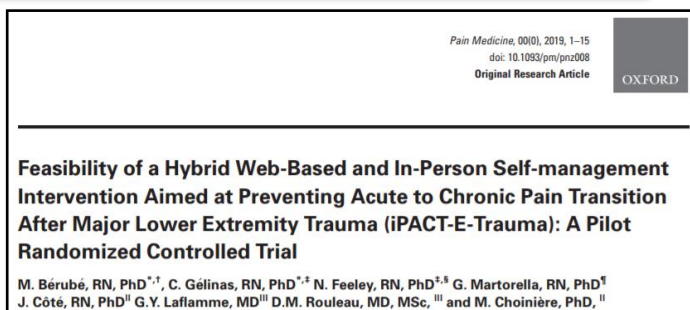 Pain Medicine, 00(0), 2019, 1–15
doi: 10.1093/pm/pnz008
Original Research Article
OXFORD
Feasibility of a Hybrid Web-Based and In-Person Self-management
Intervention Aimed at Preventing Acute to Chronic Pain Transition
After Major Lower Extremity Trauma (iPACT-E-Trauma): A Pilot
Randomized Controlled Trial
M. Bérubé, RN, PhD*,†, C. Gélinas, RN, PhD*,‡ N. Feeley, RN, PhD‡,§ G. Martorella, RN, PhD¶
J. Côté, RN, PhD|| G.Y. Laflamme, MD||| D.M. Rouleau, MD, MSc, ||| and M. Choinière, PhD, ||